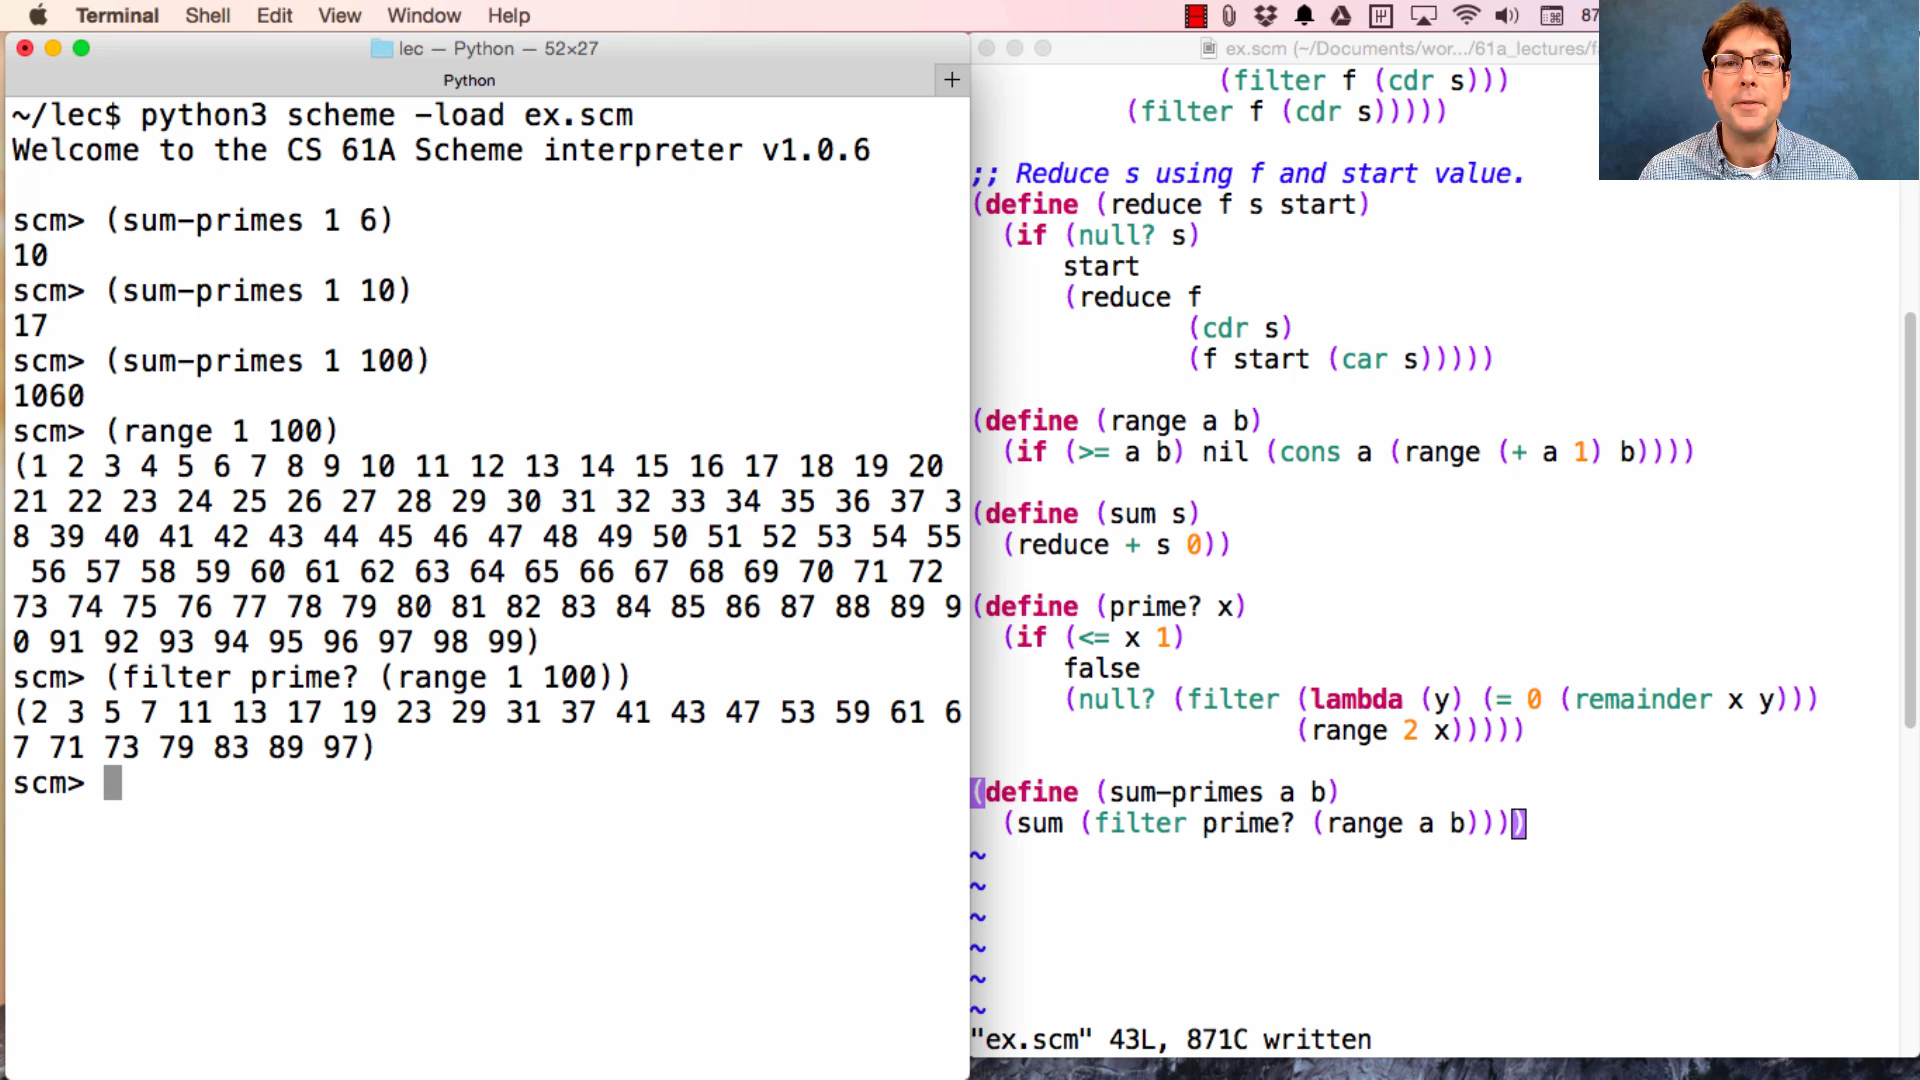 Terminal Shell Edit View Window Help 87
lec — Python — 52×27
Python
~/lec$ python3 scheme -load ex.scm
Welcome to the CS 61A Scheme interpreter v1.0.6
scm> (sum-primes 1 6)
10
scm> (sum-primes 1 10)
17
scm> (sum-primes 1 100)
1060
scm> (range 1 100)
(1 2 3 4 5 6 7 8 9 10 11 12 13 14 15 16 17 18 19 20
21 22 23 24 25 26 27 28 29 30 31 32 33 34 35 36 37 3
8 39 40 41 42 43 44 45 46 47 48 49 50 51 52 53 54 55
56 57 58 59 60 61 62 63 64 65 66 67 68 69 70 71 72
73 74 75 76 77 78 79 80 81 82 83 84 85 86 87 88 89 9
0 91 92 93 94 95 96 97 98 99)
scm> (filter prime? (range 1 100))
(2 3 5 7 11 13 17 19 23 29 31 37 41 43 47 53 59 61 6
7 71 73 79 83 89 97)
scm>
ex.scm (~/Documents/wor.../61a_lectures/f
(filter f (cdr s)))
(filter f (cdr s)))))
;; Reduce s using f and start value.
(define (reduce f s start)
(if (null? s)
start
(reduce f
(cdr s)
(f start (car s)))))
(define (range a b)
(if (>= a b) nil (cons a (range (+ a 1) b))))
(define (sum s)
(reduce + s 0))
(define (prime? x)
(if (<= x 1)
false
(null? (filter (lambda (y) (= 0 (remainder x y)))
(range 2 x)))))
(define (sum-primes a b)
(sum (filter prime? (range a b))))
~
~
~
~
~
~
"ex.scm" 43L, 871C written